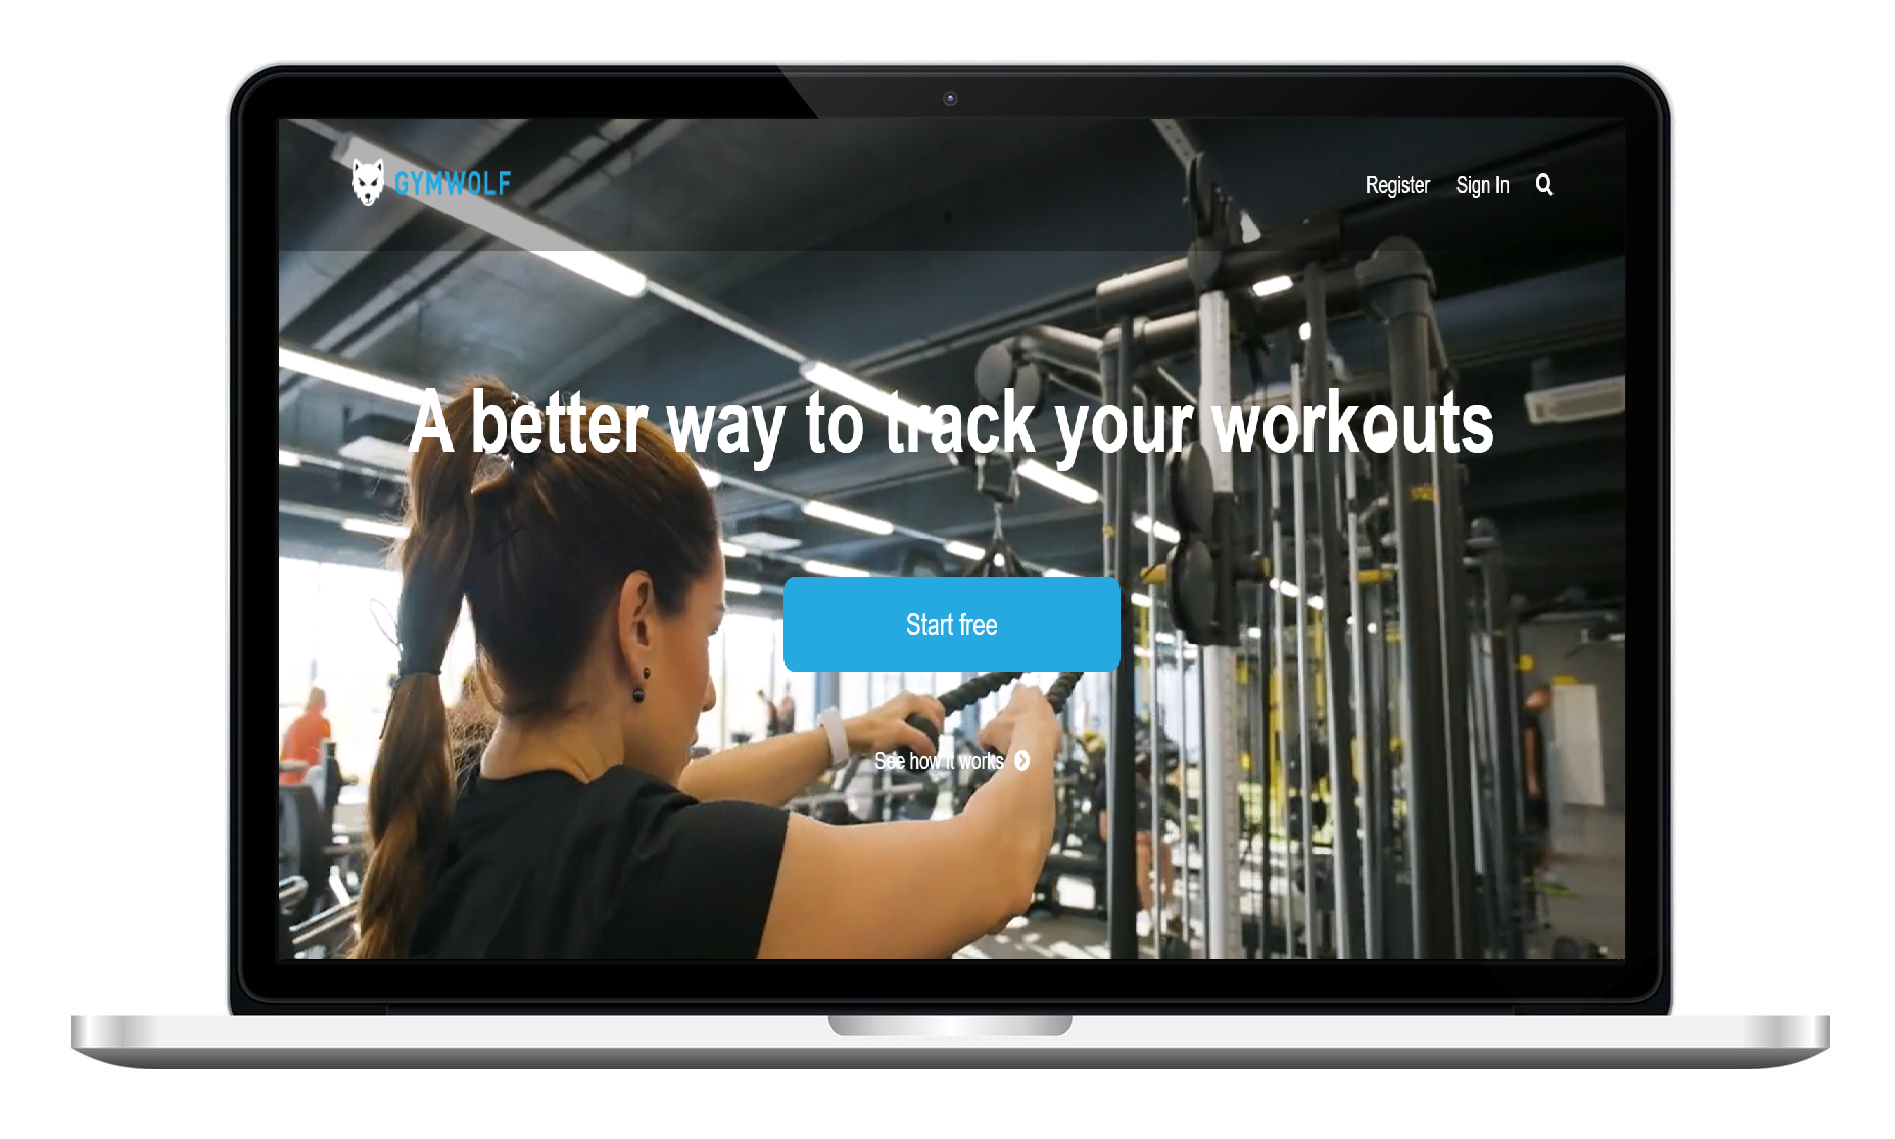 GYMWOLF
Register Sign In
A better way to track your workouts
Start free
See how it works